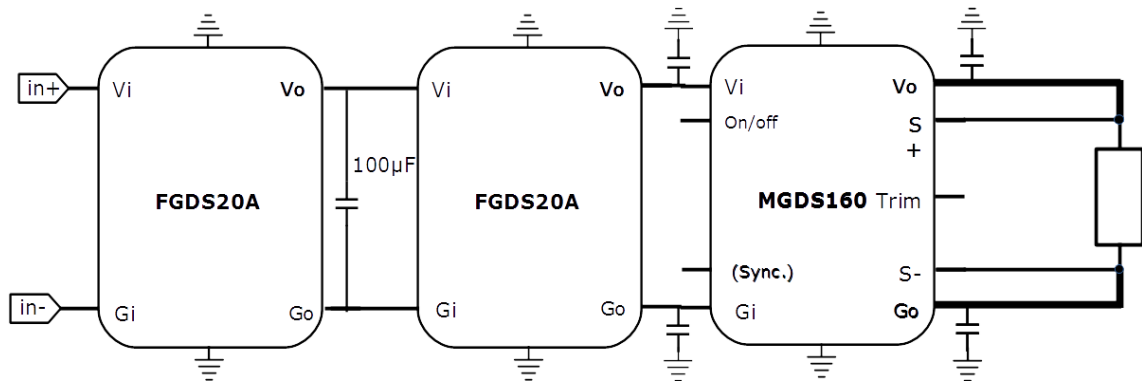 in+
Vi
Vo
Vi
Vo
Vi
Vo
On/off
S
+
100µF
FGDS20A
FGDS20A
MGDS160
Trim
(Sync.)
S-
in-
Gi
Go
Gi
Go
Gi
Go